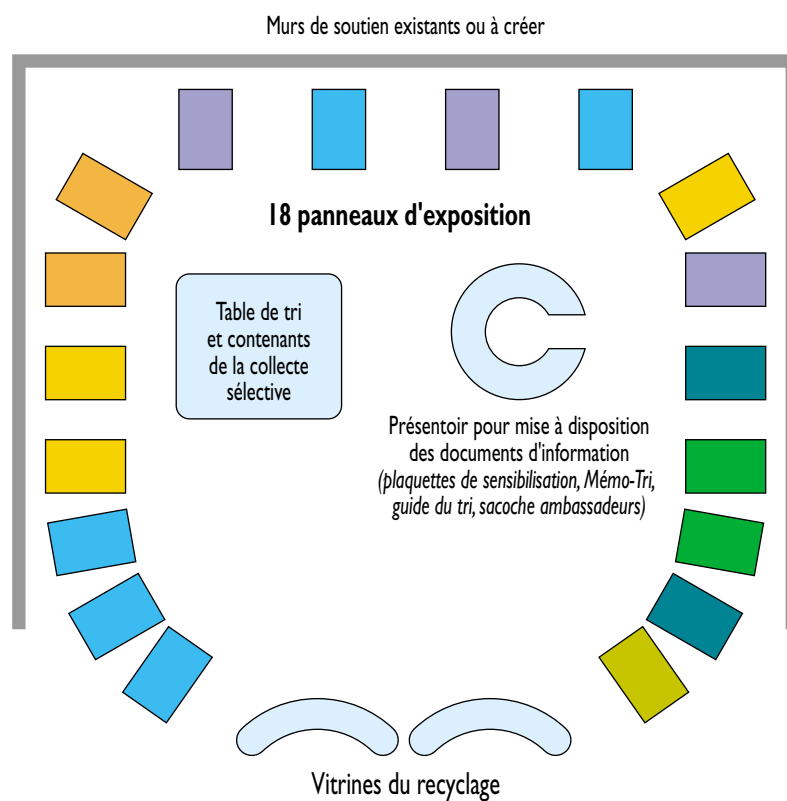 Murs de soutien existants ou à créer
18 panneaux d'exposition
Table de tri
et contenants
de la collecte
sélective
Présentoir pour mise à disposition
des documents d'information
(plaquettes de sensibilisation, Mémo-Tri,
guide du tri, sacoche ambassadeurs)
Vitrines du recyclage